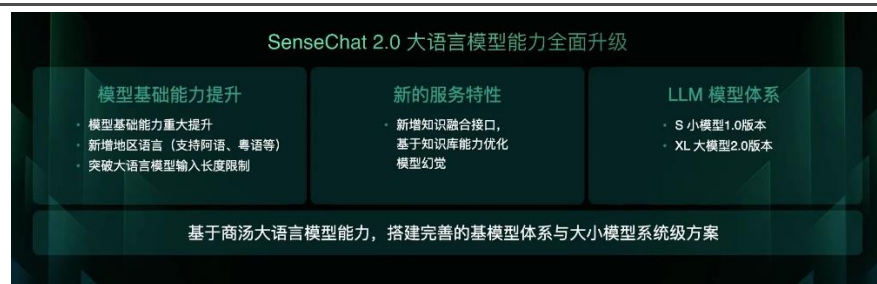 SenseChat 2.0 大语言模型能力全面升级
模型基础能力提升
· 模型基础能力重大提升
· 新增地区语言（支持阿语、粤语等）
· 突破大语言模型输入长度限制
新的服务特性
· 新增知识融合接口，
基于知识库能力优化
模型幻觉
LLM 模型体系
· S 小模型1.0版本
· XL 大模型2.0版本
基于商汤大语言模型能力，搭建完善的基模型体系与大小模型系统级方案